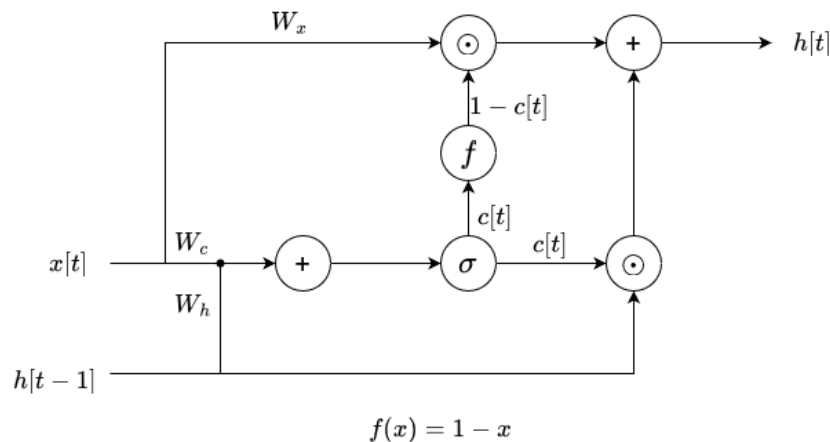 W_x
⊙
+
h[t]
1 − c[t]
f
c[t]
x[t]
W_c
+
σ
c[t]
⊙
W_h
h[t − 1]
f(x) = 1 − x